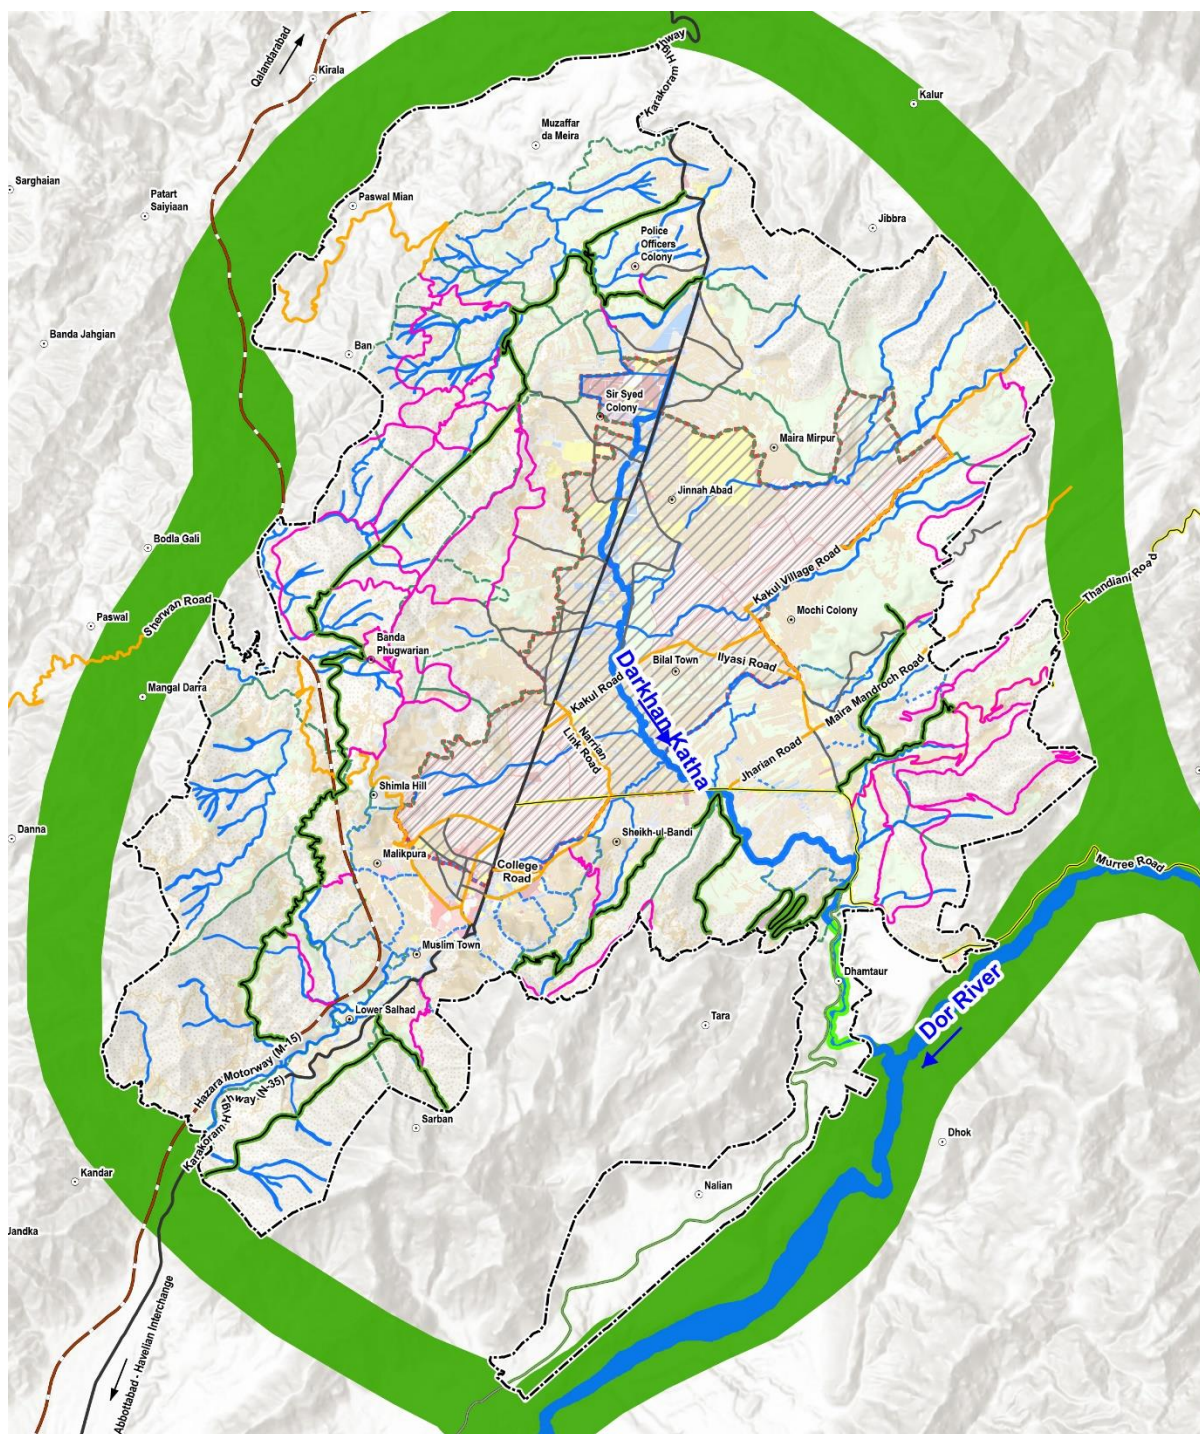 Qalandarabad
Kirala
Karakoram Highway
Kalur
Muzaffar
da Meira
Sarghaian
Patart
Saiyiaan
Paswal Mian
Jibbra
Police
Officers
Colony
Banda Jahgian
Ban
Sir Syed
Colony
Maira Mirpur
Jinnah Abad
Bodla Gali
Thandiani Road
Kakul Village Road
Sherwan Road
Paswal
Mochi Colony
Banda
Phugwarian
Ilyasi Road
Bilal Town
Mangal Darra
Kakul Road
Darkhan Katha
Maira Mandroch Road
Narrian
Link Road
Jharian Road
Shimla Hill
Danna
Sheikh-ul-Bandi
Malikpura
College
Road
Murree Road
Muslim Town
Dhamtaur
Lower Salhad
Tara
Dor River
Hazara Motorway (M-15)
Karakoram Highway (N-35)
Sarban
Dhok
Kandar
Nalian
Jandka
Abbottabad - Havelian Interchange